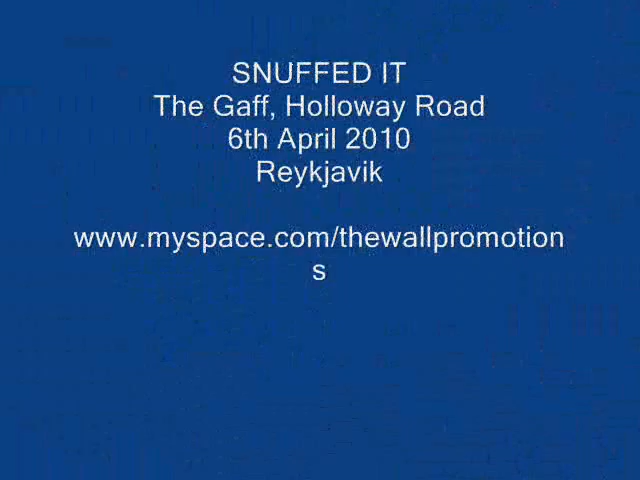 SNUFFED IT
The Gaff, Holloway Road
6th April 2010
Reykjavik
www.myspace.com/thewallpromotion
s